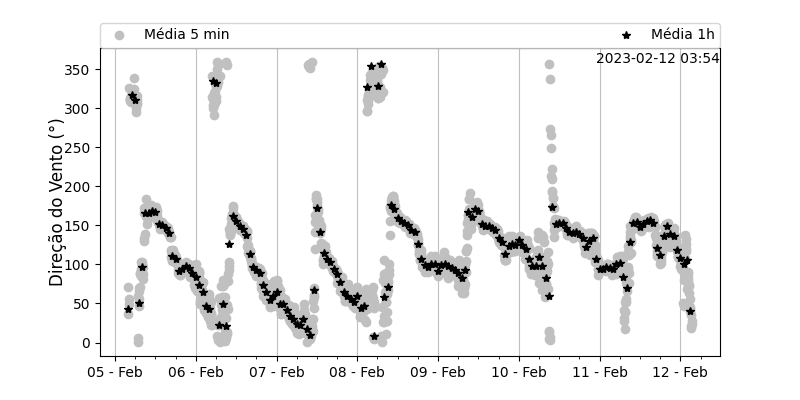 Média 5 min
Média 1h
2023-02-12 03:54
Direção do Vento (°)
350
300
250
200
150
100
50
0
05 - Feb
06 - Feb
07 - Feb
08 - Feb
09 - Feb
10 - Feb
11 - Feb
12 - Feb